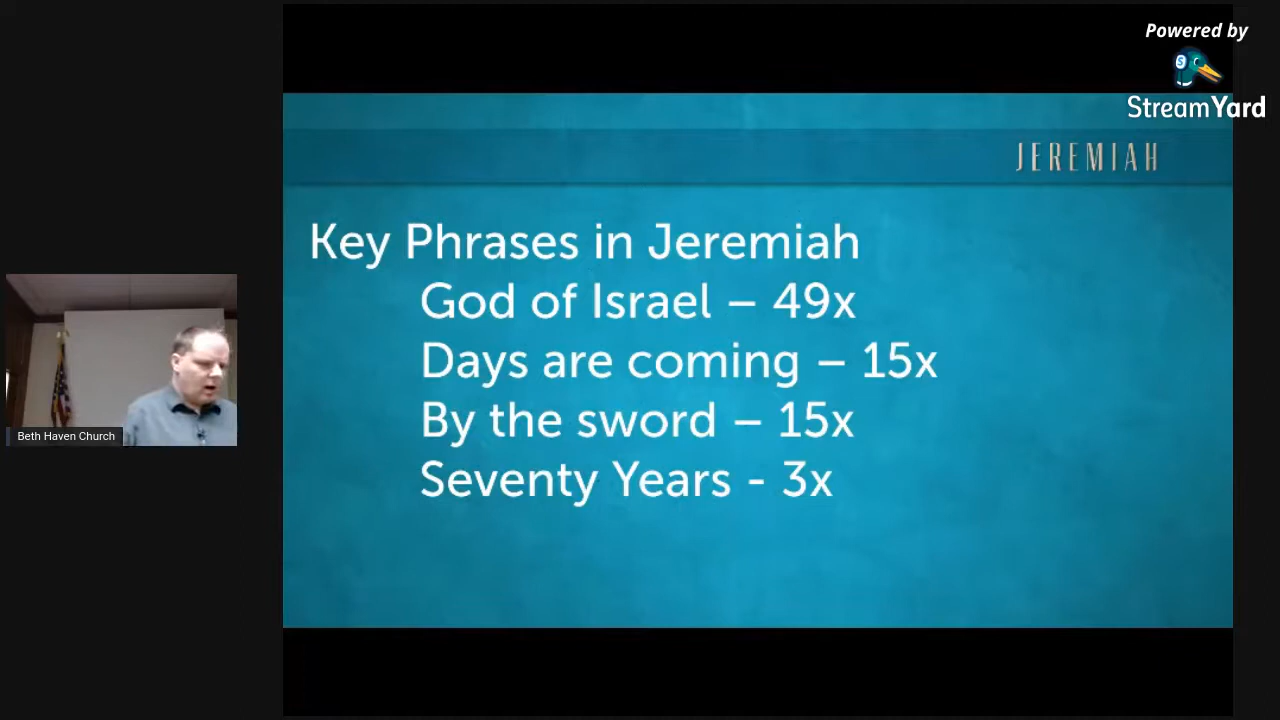 Powered by
StreamYard
JEREMIAH
Key Phrases in Jeremiah
God of Israel – 49x
Days are coming – 15x
By the sword – 15x
Seventy Years - 3x
Beth Haven Church